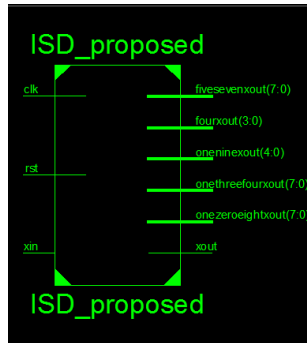 ISD_proposed
clk
fivesevenxout(7:0)
fourxout(3:0)
oneninexout(4:0)
rst
onethreefourxout(7:0)
onezeroeightxout(7:0)
xin
xout
ISD_proposed